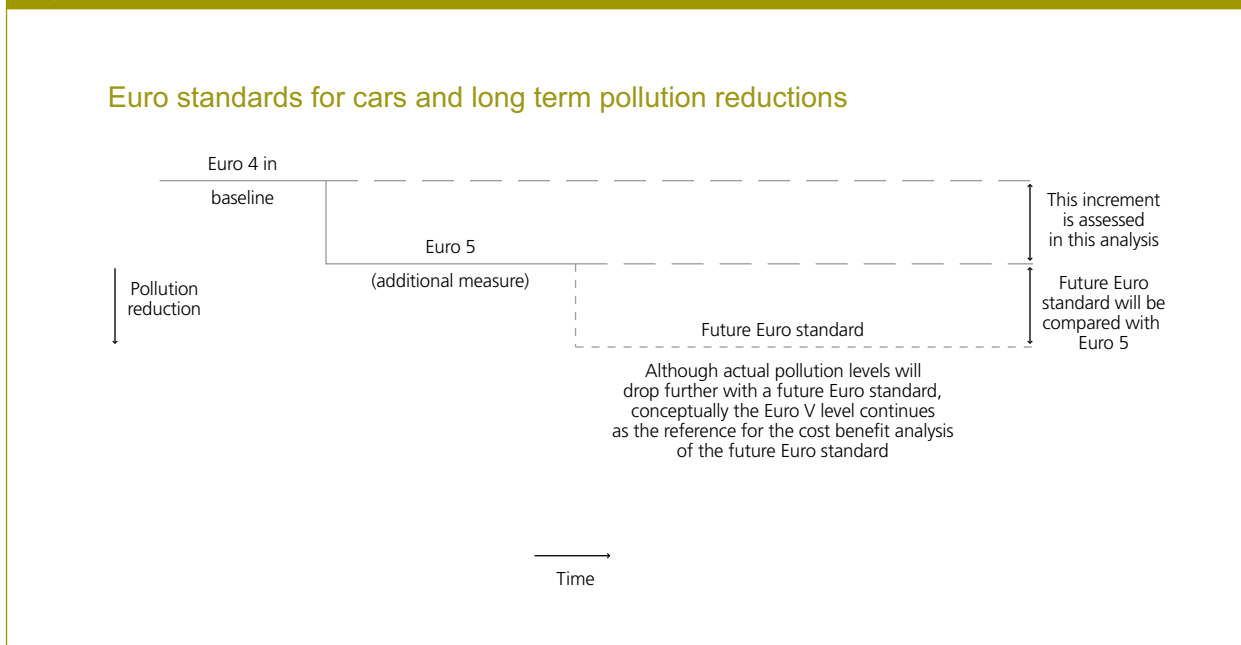 Euro standards for cars and long term pollution reductions
Euro 4 in
baseline
This increment
is assessed
in this analysis
Euro 5
(additional measure)
Pollution
reduction
Future Euro
standard will be
compared with
Euro 5
Future Euro standard
Although actual pollution levels will
drop further with a future Euro standard,
conceptually the Euro V level continues
as the reference for the cost benefit analysis
of the future Euro standard
Time